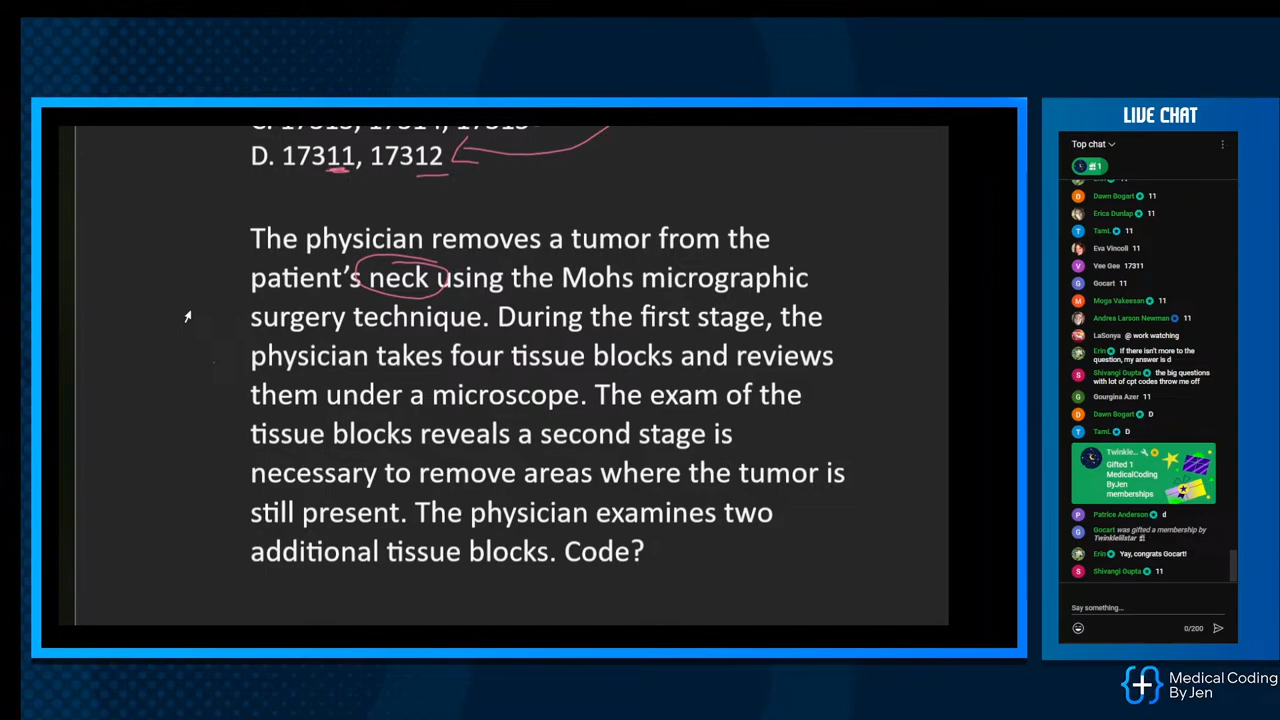 D. 17311, 17312
The physician removes a tumor from the
patient's neck using the Mohs micrographic
surgery technique. During the first stage, the
physician takes four tissue blocks and reviews
them under a microscope. The exam of the
tissue blocks reveals a second stage is
necessary to remove areas where the tumor is
still present. The physician examines two
additional tissue blocks. Code?
LIVE CHAT
Top chat
1
Dawn Bogart 11
Erica Dunlap 11
TamL 11
Eva Vincoll 11
Vee Gee 17311
Gocart 11
Moga Vakeesan 11
Andrea Larson Newman 11
LaSonya @ work watching
Erin If there isn't more to the
question, my answer is d
Shivangi Gupta the big questions
with lot of cpt codes throw me off
Gourgina Azer 11
Dawn Bogart D
TamL D
Twinkle...
Gifted 1
MedicalCoding
ByJen
memberships
Patrice Anderson d
Gocart was gifted a membership by
Twinklelilstar
Erin Yay, congrats Gocart!
Shivangi Gupta 11
Say something...
0/200
Medical Coding
By Jen